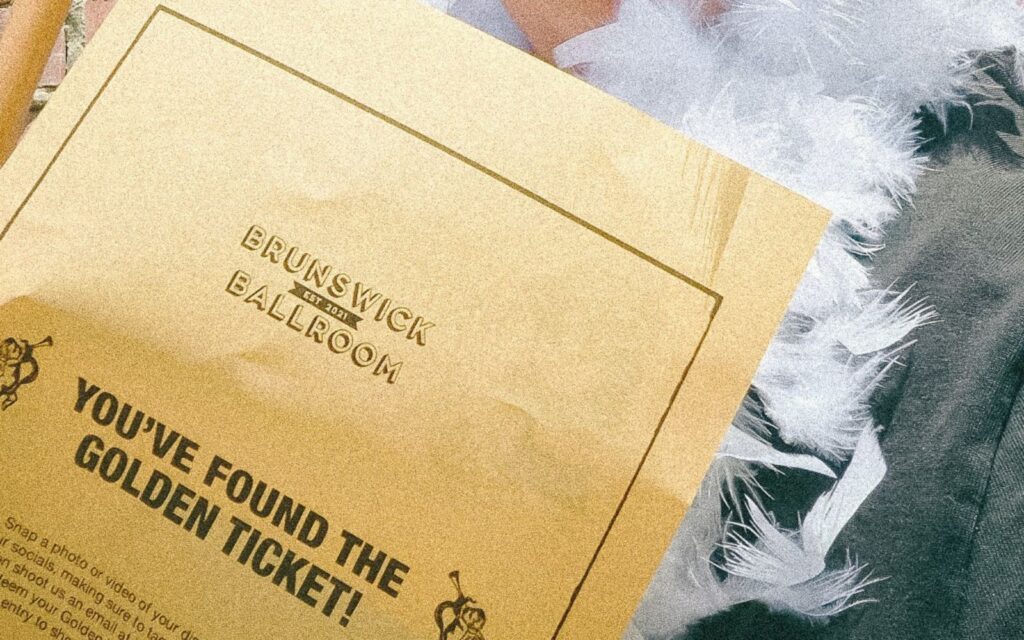 BRUNSWICK
EST 2021
BALLROOM
YOU'VE FOUND THE
GOLDEN TICKET!
Snap a photo or video of your
socials, making sure to
shoot us an email at
your Golden
entry to